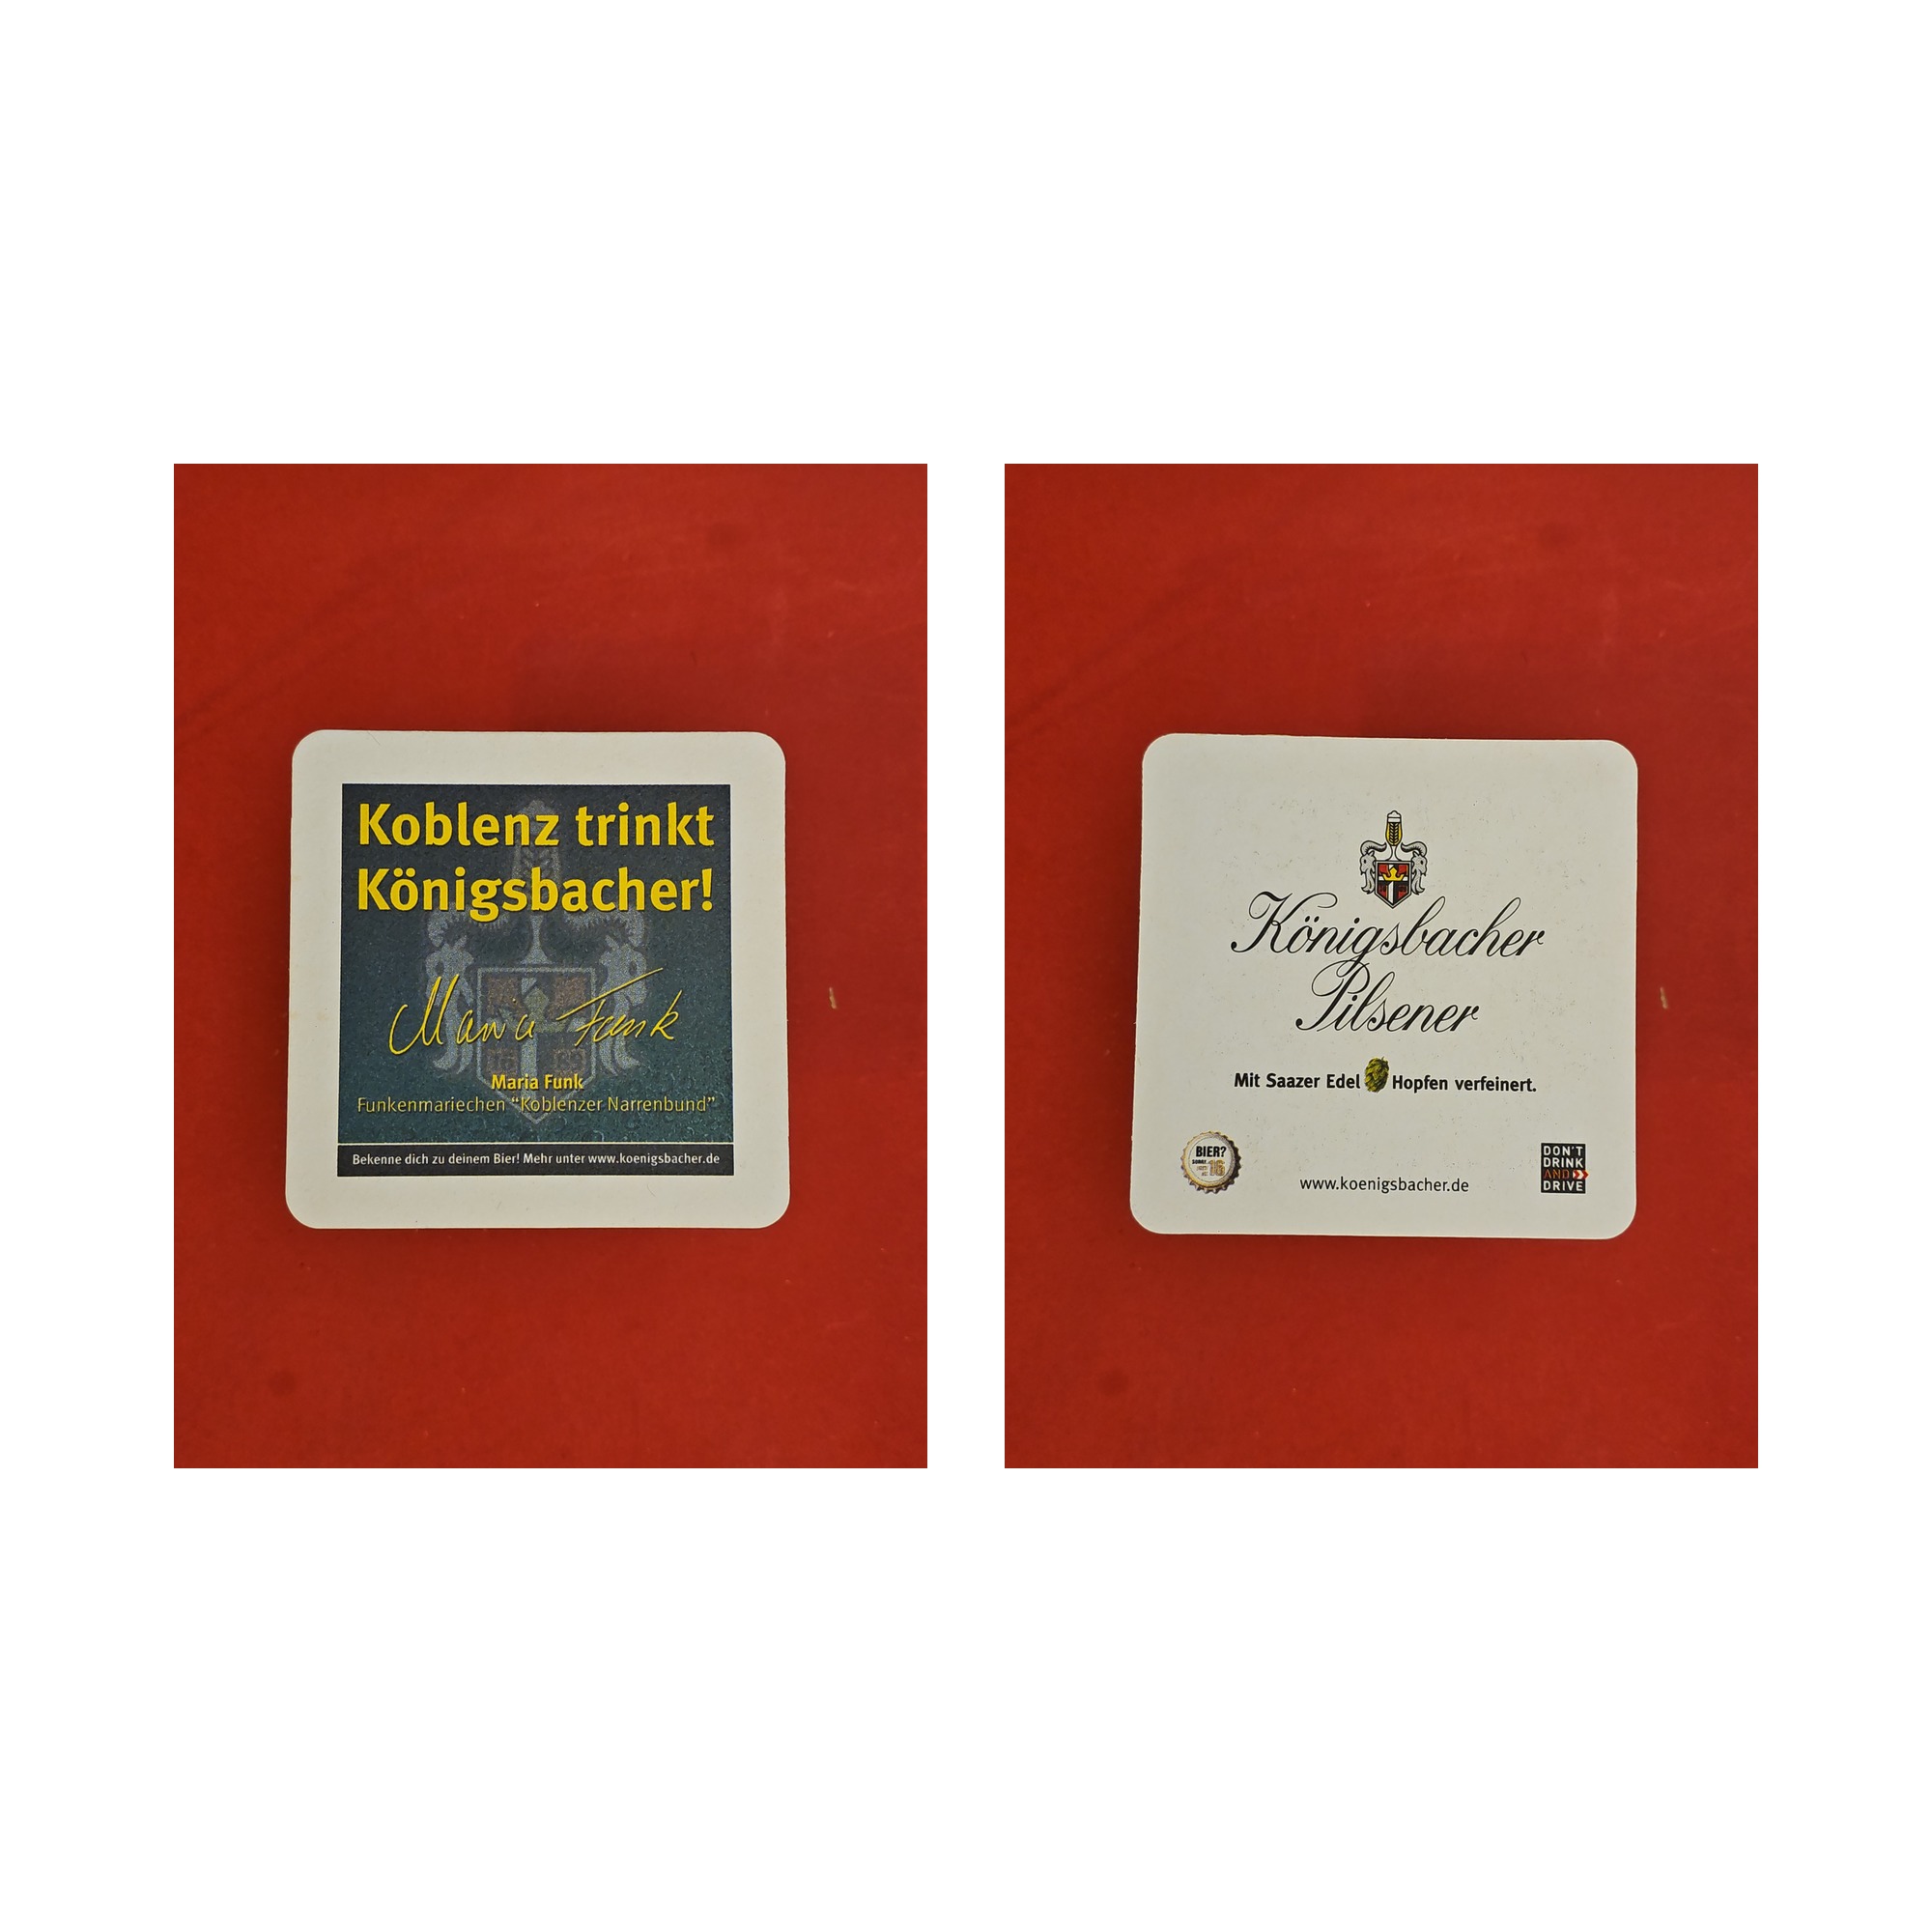 Koblenz trinkt
Königsbacher!
Maria Funk
Maria Funk
Funkenmariechen “Koblenzer Narrenbund”
Bekenne dich zu deinem Bier! Mehr unter www.koenigsbacher.de
Königsbacher
Pilsener
Mit Saazer Edel Hopfen verfeinert.
BIER?
16
www.koenigsbacher.de
DON'T
DRINK
AND
DRIVE